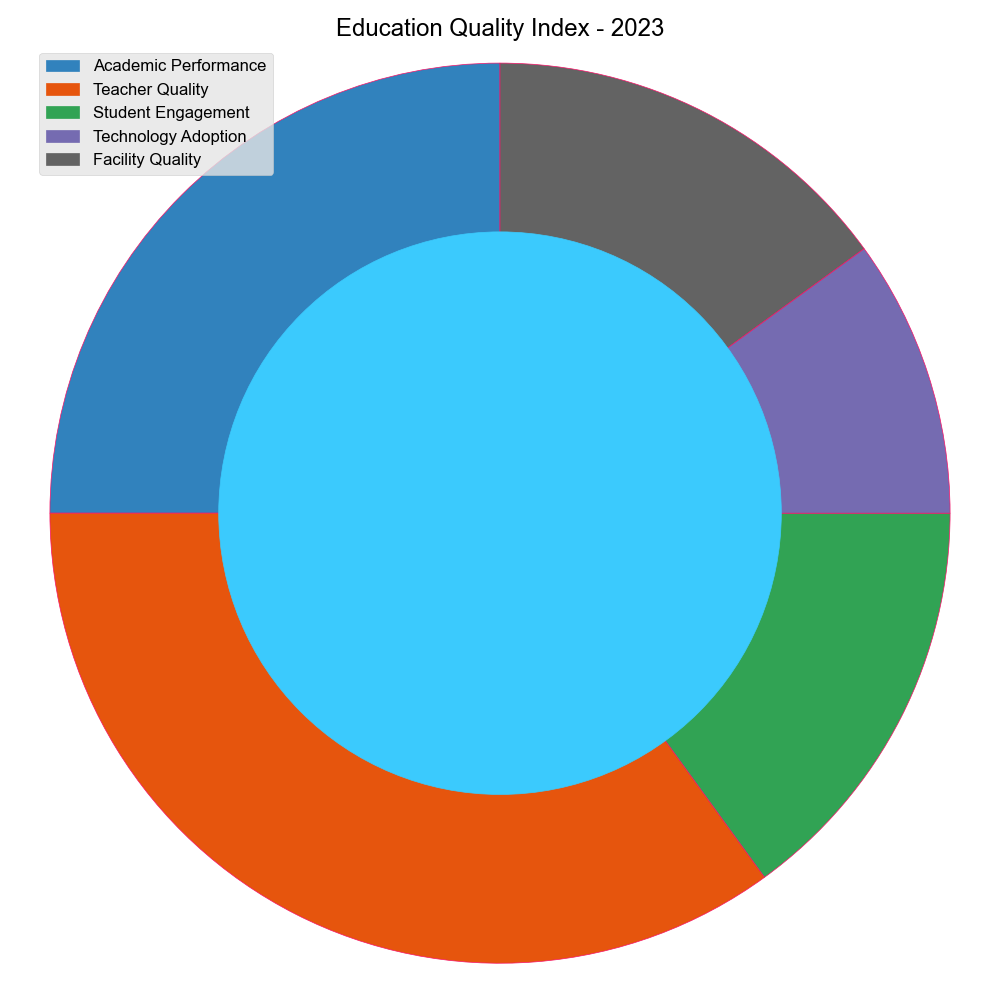 Education Quality Index - 2023
Academic Performance
Teacher Quality
Student Engagement
Technology Adoption
Facility Quality